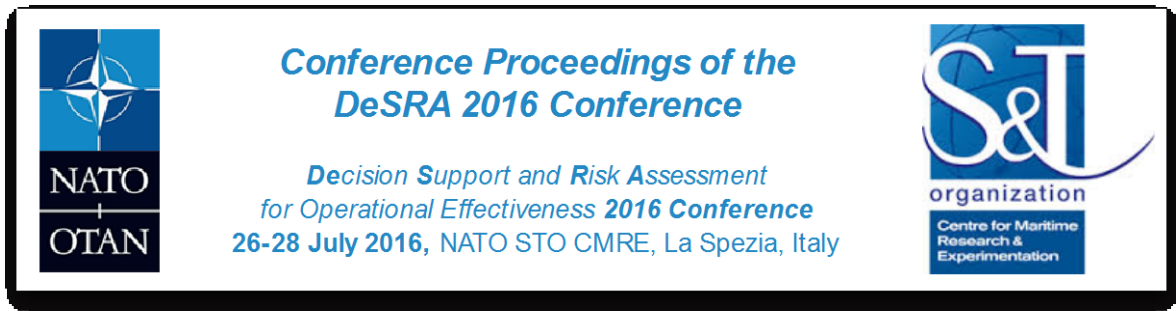 Conference Proceedings of the
DeSRA 2016 Conference
Decision Support and Risk Assessment
for Operational Effectiveness 2016 Conference
26-28 July 2016, NATO STO CMRE, La Spezia, Italy
NATO
OTAN
S&T
organization
Centre for Maritime
Research &
Experimentation